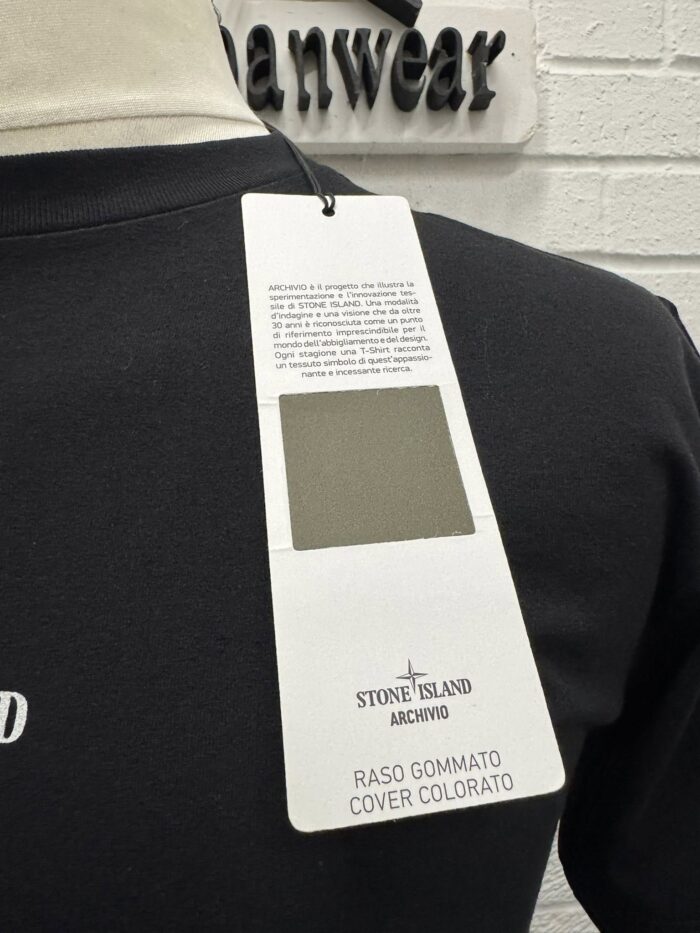 anwear
ARCHIVIO è il progetto che illustra la
sperimentazione e l'innovazione tes-
sile di STONE ISLAND. Una modalità
d'indagine e una visione che da oltre
30 anni è riconosciuta come un punto
di riferimento imprescindibile per il
mondo dell'abbigliamento e del design.
Ogni stagione una T-Shirt racconta
un tessuto simbolo di quest'appassio-
nante e incessante ricerca.
STONE ISLAND
ARCHIVIO
RASO GOMMATO
COVER COLORATO
D